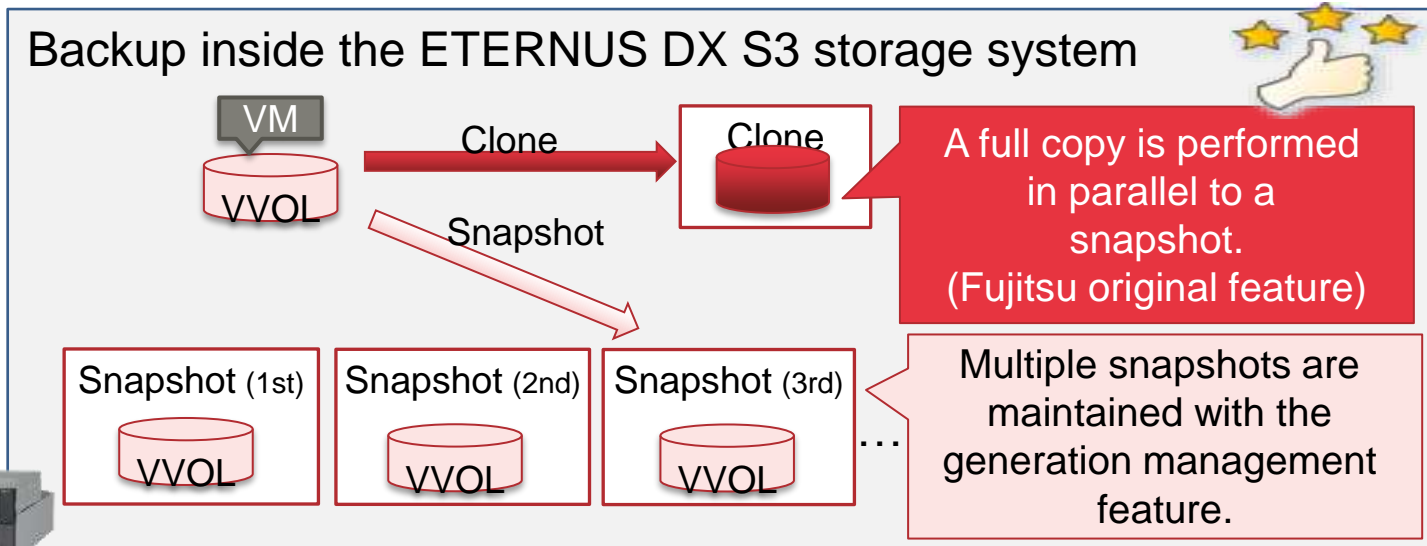 Backup inside the ETERNUS DX S3 storage system
VM
VVOL
Clone
Clone
A full copy is performed
in parallel to a
snapshot.
(Fujitsu original feature)
Snapshot
Snapshot (1st)
VVOL
Snapshot (2nd)
VVOL
Snapshot (3rd)
VVOL
...
Multiple snapshots are
maintained with the
generation management
feature.